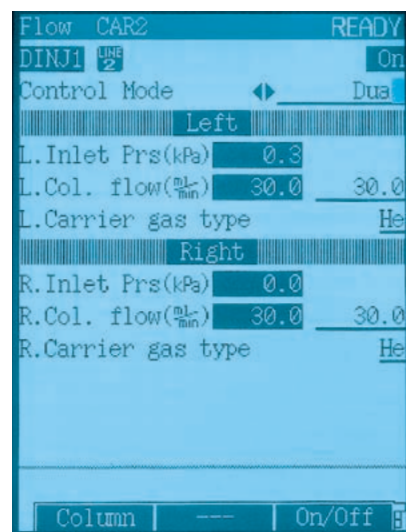 Flow CAR2 READY
DINJ1 LINE 2 On
Control Mode Dua
Left
L.Inlet Prs(kPa) 0.3
L.Col. flow(mL/min) 30.0 30.0
L.Carrier gas type He
Right
R.Inlet Prs(kPa) 0.0
R.Col. flow(mL/min) 30.0 30.0
R.Carrier gas type He
Column --- On/Off